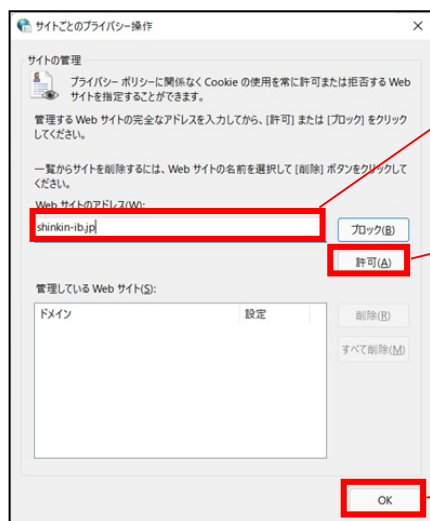 サイトごとのプライバシー操作
サイトの管理
プライバシー ポリシーに関係なく Cookie の使用を常に許可または拒否する Web
サイトを指定することができます。
管理する Web サイトの完全なアドレスを入力してから、[許可] または [ブロック] をクリック
してください。
一覧からサイトを削除するには、Web サイトの名前を選択して [削除] ボタンをクリックして
ください。
Web サイトのアドレス(W):
shinkin-ib.jp
ブロック(B)
許可(A)
管理している Web サイト(S):
ドメイン 設定
削除(R)
すべて削除(M)
OK